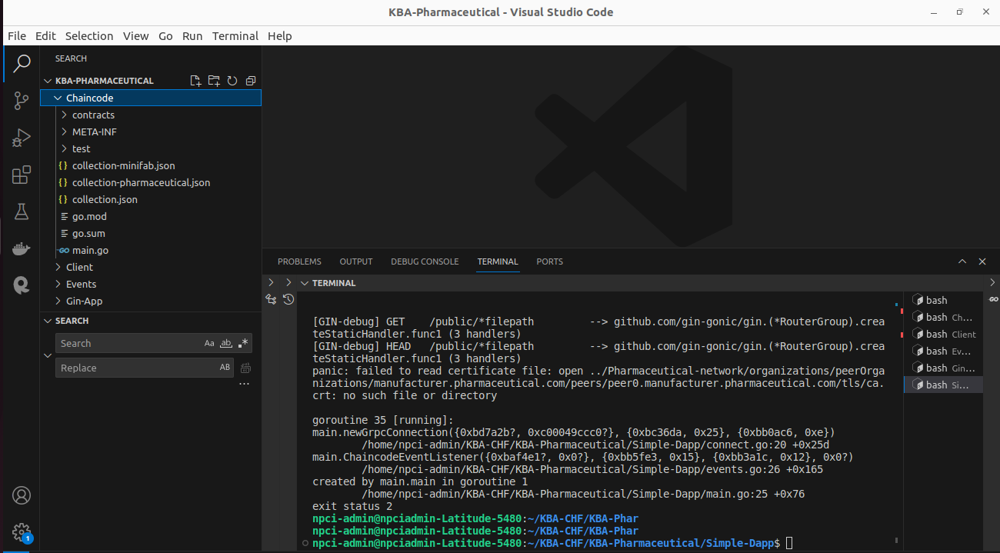 KBA-Pharmaceutical - Visual Studio Code
File Edit Selection View Go Run Terminal Help
SEARCH
KBA-PHARMACEUTICAL
Chaincode
contracts
META-INF
test
{} collection-minifab.json
{} collection-pharmaceutical.json
{} collection.json
go.mod
go.sum
GO main.go
Client
Events
Gin-App
SEARCH
Search Aa ab .*
Replace AB
...
1
PROBLEMS OUTPUT DEBUG CONSOLE TERMINAL PORTS
TERMINAL
[GIN-debug] GET    /public/*filepath         --> github.com/gin-gonic/gin.(*RouterGroup).crea
teStaticHandler.func1 (3 handlers)
[GIN-debug] HEAD   /public/*filepath         --> github.com/gin-gonic/gin.(*RouterGroup).crea
teStaticHandler.func1 (3 handlers)
panic: failed to read certificate file: open ../Pharmaceutical-network/organizations/peerOrga
nizations/manufacturer.pharmaceutical.com/peers/peer0.manufacturer.pharmaceutical.com/tls/ca.
crt: no such file or directory
goroutine 35 [running]:
main.newGrpcConnection({0xbd7a2b?, 0xc00049ccc0?}, {0xbc36da, 0x25}, {0xbb0ac6, 0xe})
/home/npci-admin/KBA-CHF/KBA-Pharmaceutical/Simple-Dapp/connect.go:20 +0x25d
main.ChaincodeEventListener({0xbaf4e1?, 0x0?}, {0xbb5fe3, 0x15}, {0xbb3a1c, 0x12}, 0x0?)
/home/npci-admin/KBA-CHF/KBA-Pharmaceutical/Simple-Dapp/events.go:26 +0x165
created by main.main in goroutine 1
/home/npci-admin/KBA-CHF/KBA-Pharmaceutical/Simple-Dapp/main.go:25 +0x76
exit status 2
npci-admin@npciadmin-Latitude-5480:~/KBA-CHF/KBA-Phar
npci-admin@npciadmin-Latitude-5480:~/KBA-CHF/KBA-Phar
npci-admin@npciadmin-Latitude-5480:~/KBA-CHF/KBA-Pharmaceutical/Simple-Dapp$
bash
bash Ch...
bash Client
bash Ev...
bash Gin...
bash Si...
GO